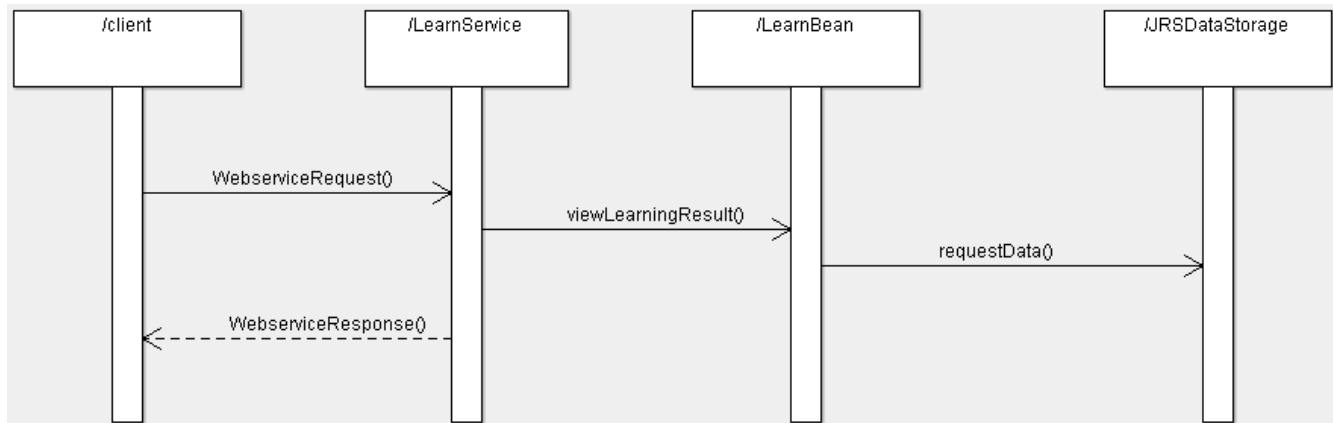 /client
/LearnService
/LearnBean
/JRSDataStorage
WebserviceRequest()
viewLearningResult()
requestData()
WebserviceResponse()